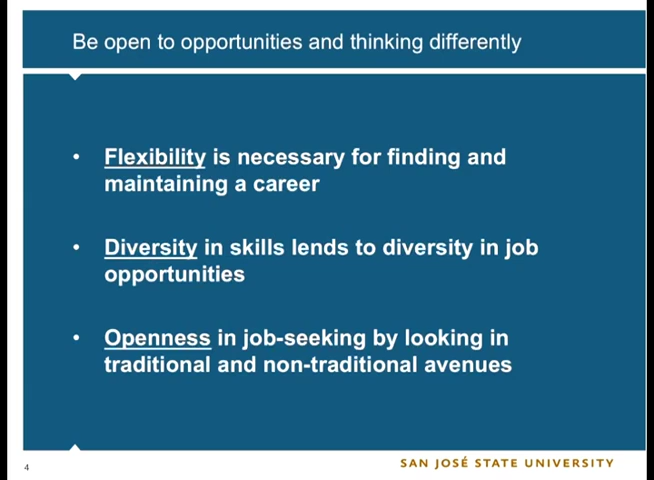 Be open to opportunities and thinking differently
• Flexibility is necessary for finding and
maintaining a career
• Diversity in skills lends to diversity in job
opportunities
• Openness in job-seeking by looking in
traditional and non-traditional avenues
4
SAN JOSÉ STATE UNIVERSITY